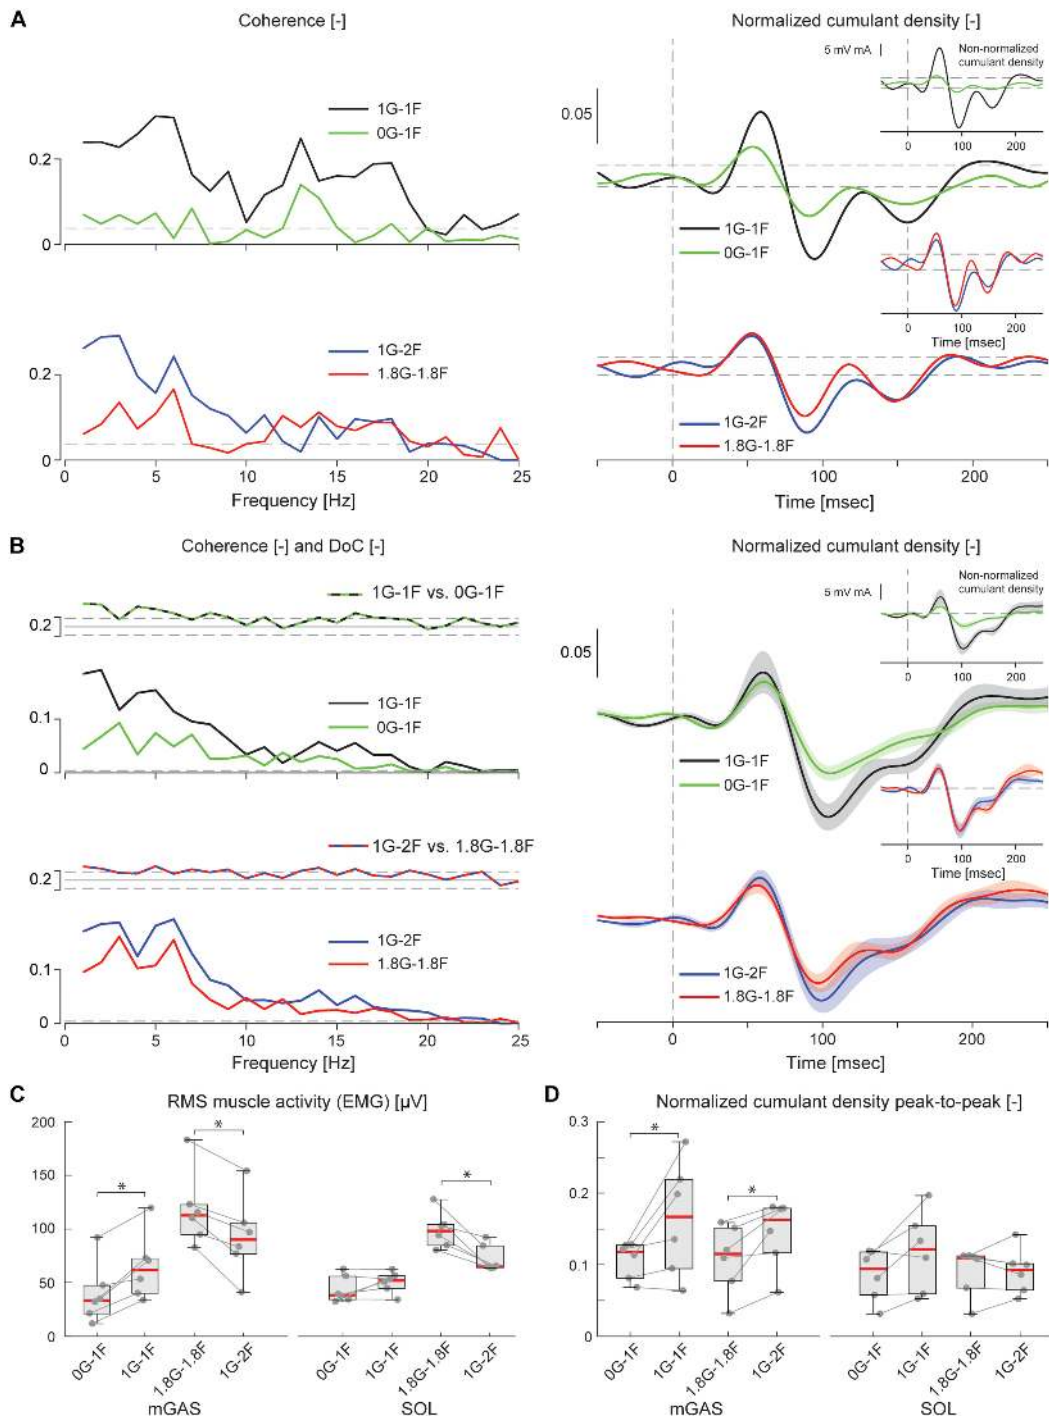 A
Coherence [-]
Normalized cumulant density [-]
1G-1F
0G-1F
0.2
0
1G-2F
1.8G-1.8F
0.2
0
0 5 10 15 20 25
Frequency [Hz]
5 mV mA
Non-normalized
cumulant density
0 100 200
0.05
1G-1F
0G-1F
0 100 200
Time [msec]
1G-2F
1.8G-1.8F
0 100 200
Time [msec]
B
Coherence [-] and DoC [-]
Normalized cumulant density [-]
1G-1F vs. 0G-1F
0.2
1G-1F
0G-1F
0.1
0
1G-2F vs. 1.8G-1.8F
0.2
1G-2F
1.8G-1.8F
0.1
0
0 5 10 15 20 25
Frequency [Hz]
5 mV mA
Non-normalized
cumulant density
0 100 200
0.05
1G-1F
0G-1F
0 100 200
Time [msec]
1G-2F
1.8G-1.8F
0 100 200
Time [msec]
C
RMS muscle activity (EMG) [µV]
200
150
100
50
0
* * *
0G-1F 1G-1F 1.8G-1.8F 1G-2F 0G-1F 1G-1F 1.8G-1.8F 1G-2F
mGAS SOL
D
Normalized cumulant density peak-to-peak [-]
0.3
0.2
0.1
0
* *
0G-1F 1G-1F 1.8G-1.8F 1G-2F 0G-1F 1G-1F 1.8G-1.8F 1G-2F
mGAS SOL